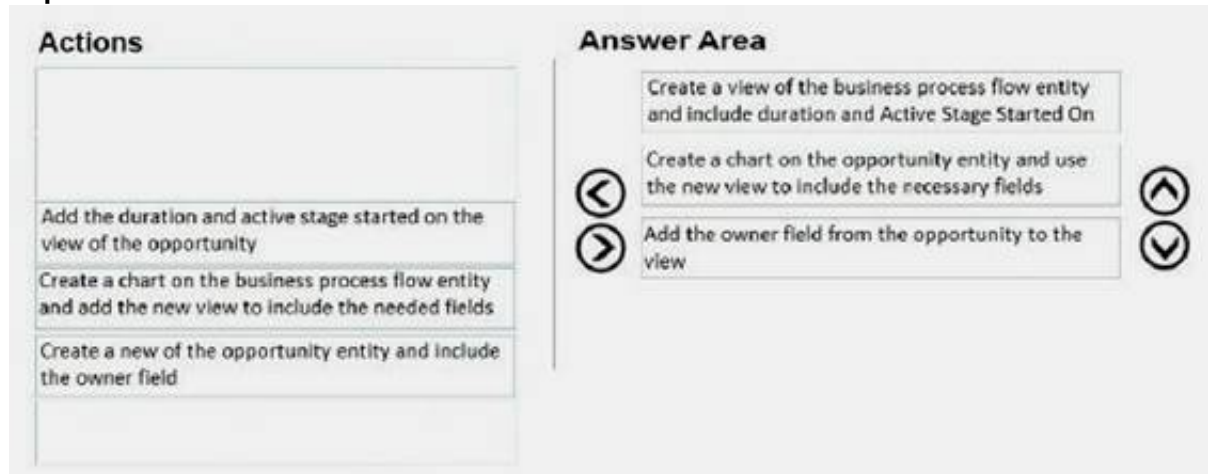 Actions
Answer Area
Create a view of the business process flow entity
and include duration and Active Stage Started On
Create a chart on the opportunity entity and use
the new view to include the necessary fields
Add the owner field from the opportunity to the
view
Add the duration and active stage started on the
view of the opportunity
Create a chart on the business process flow entity
and add the new view to include the needed fields
Create a new of the opportunity entity and include
the owner field